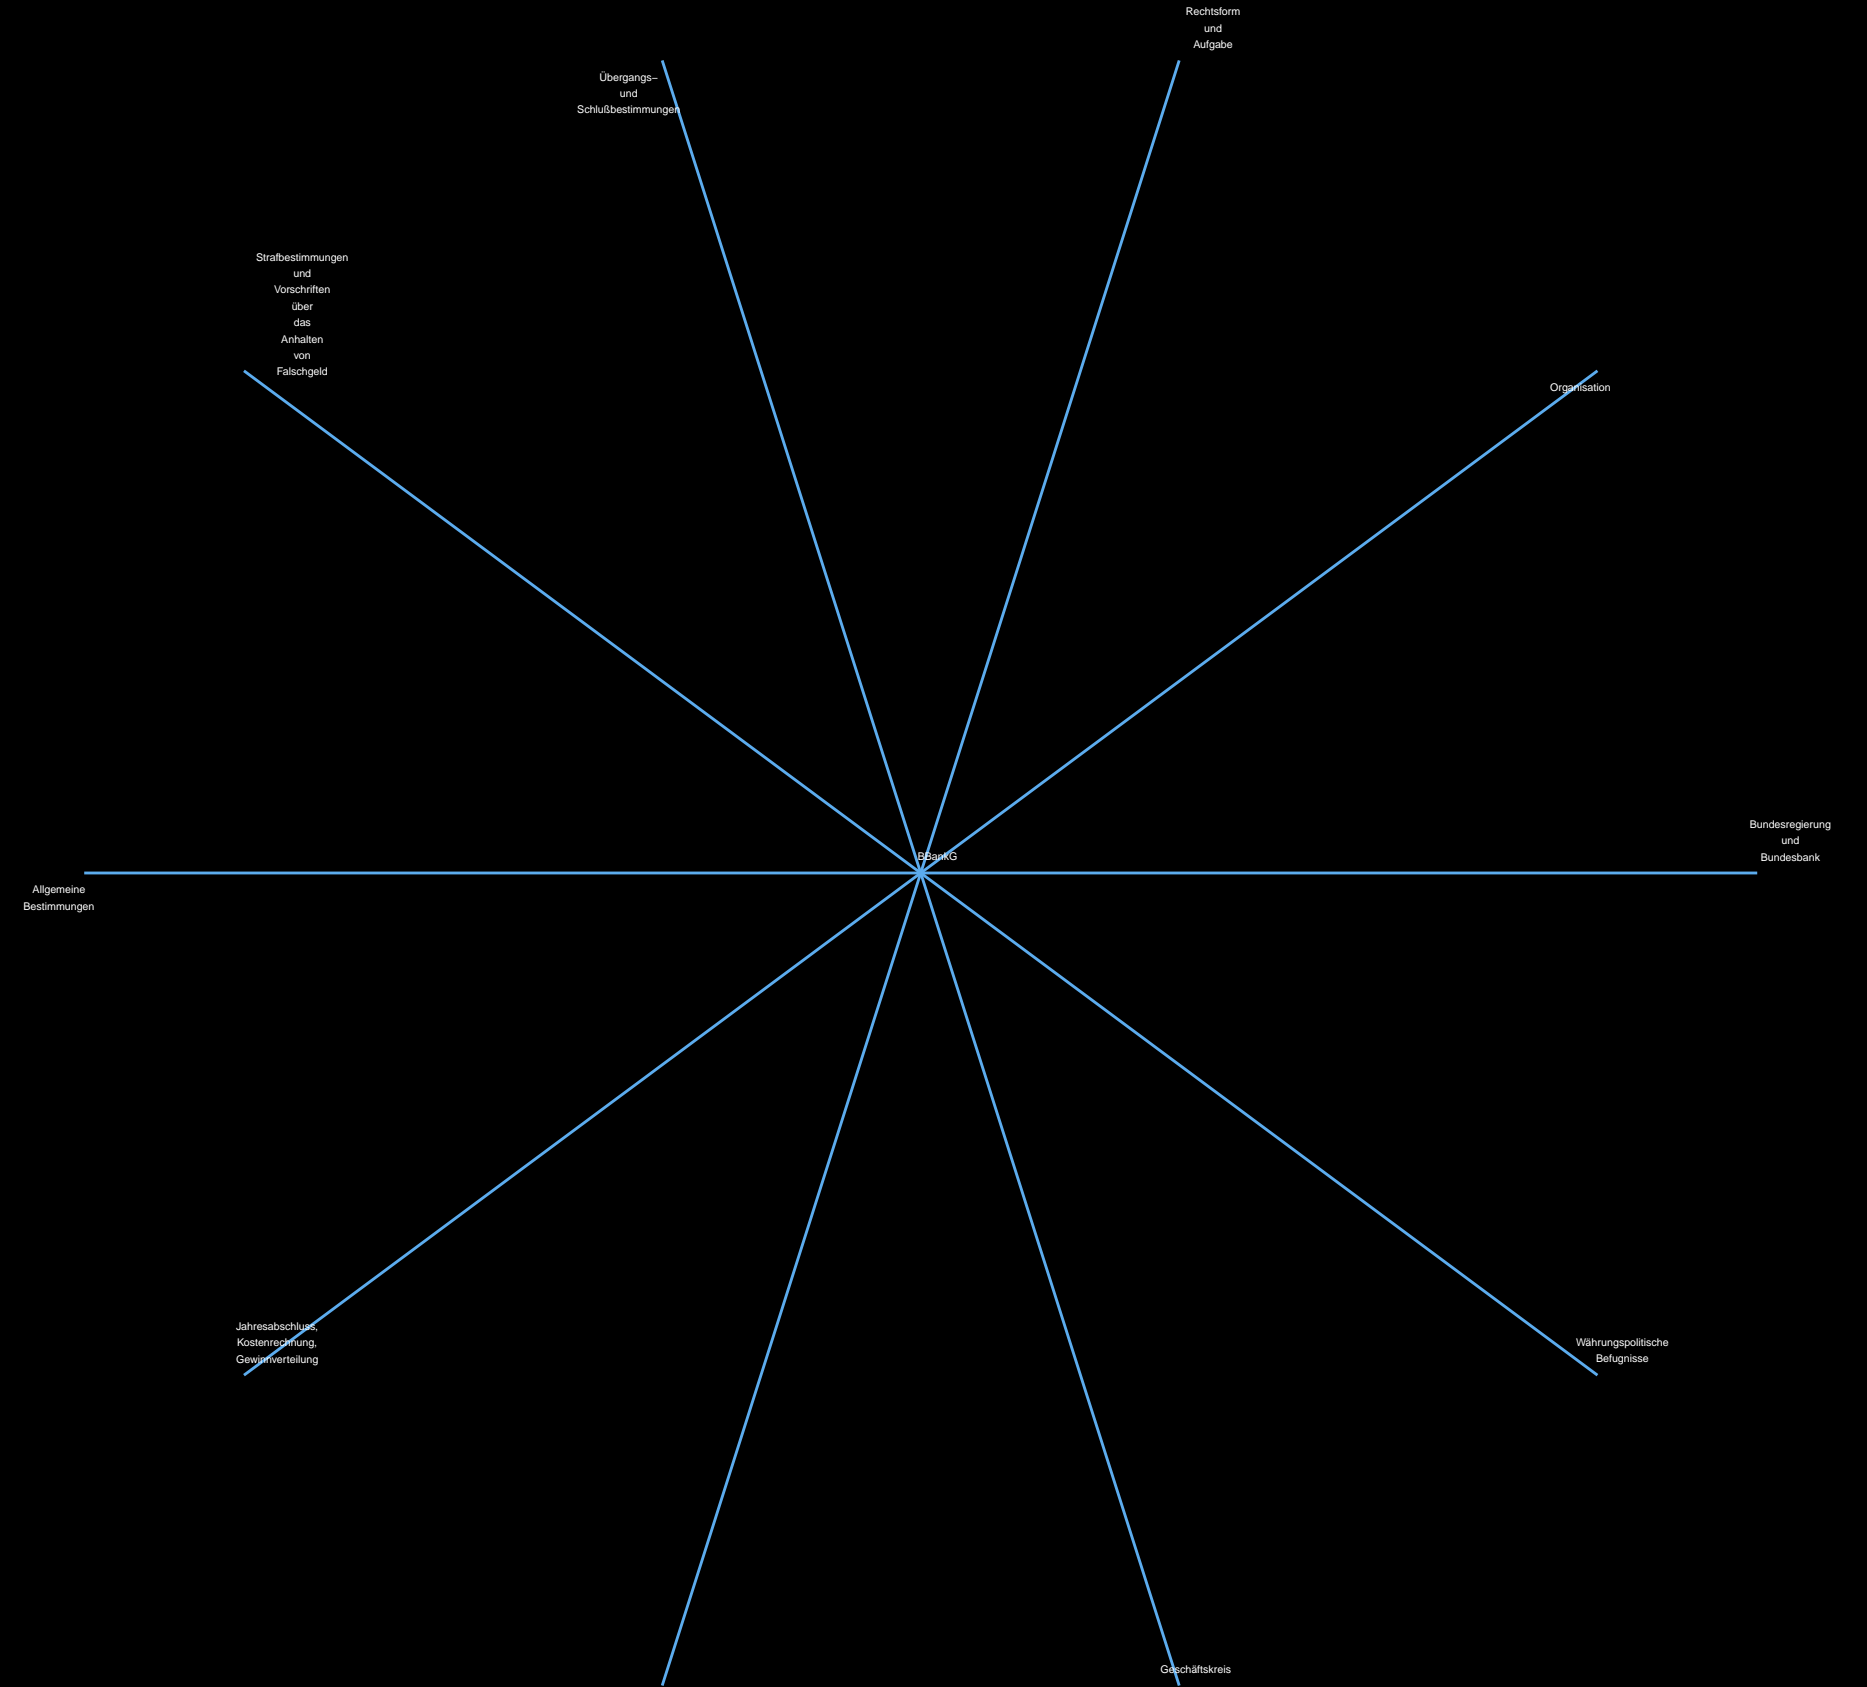 Rechtsform
und
Aufgabe
Übergangs–
und
Schlußbestimmungen
Strafbestimmungen
und
Vorschriften
über
das
Anhalten
von
Falschgeld
Organisation
Bundesregierung
und
Bundesbank
BBankG
Allgemeine
Bestimmungen
Jahresabschluss,
Kostenrechnung,
Gewinnverteilung
Währungspolitische
Befugnisse
Geschäftskreis